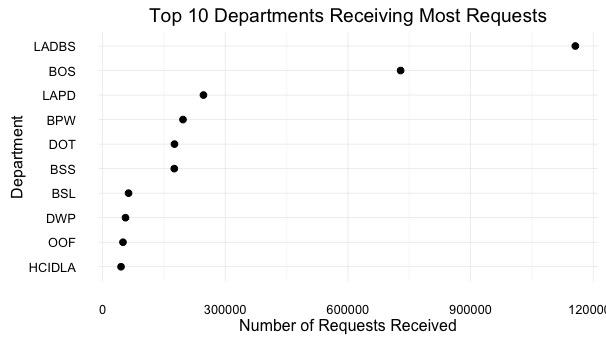 Top 10 Departments Receiving Most Requests
LADBS
BOS
LAPD
BPW
DOT
BSS
BSL
DWP
OOF
HCIDLA
Department
0 300000 600000 900000 120000
Number of Requests Received